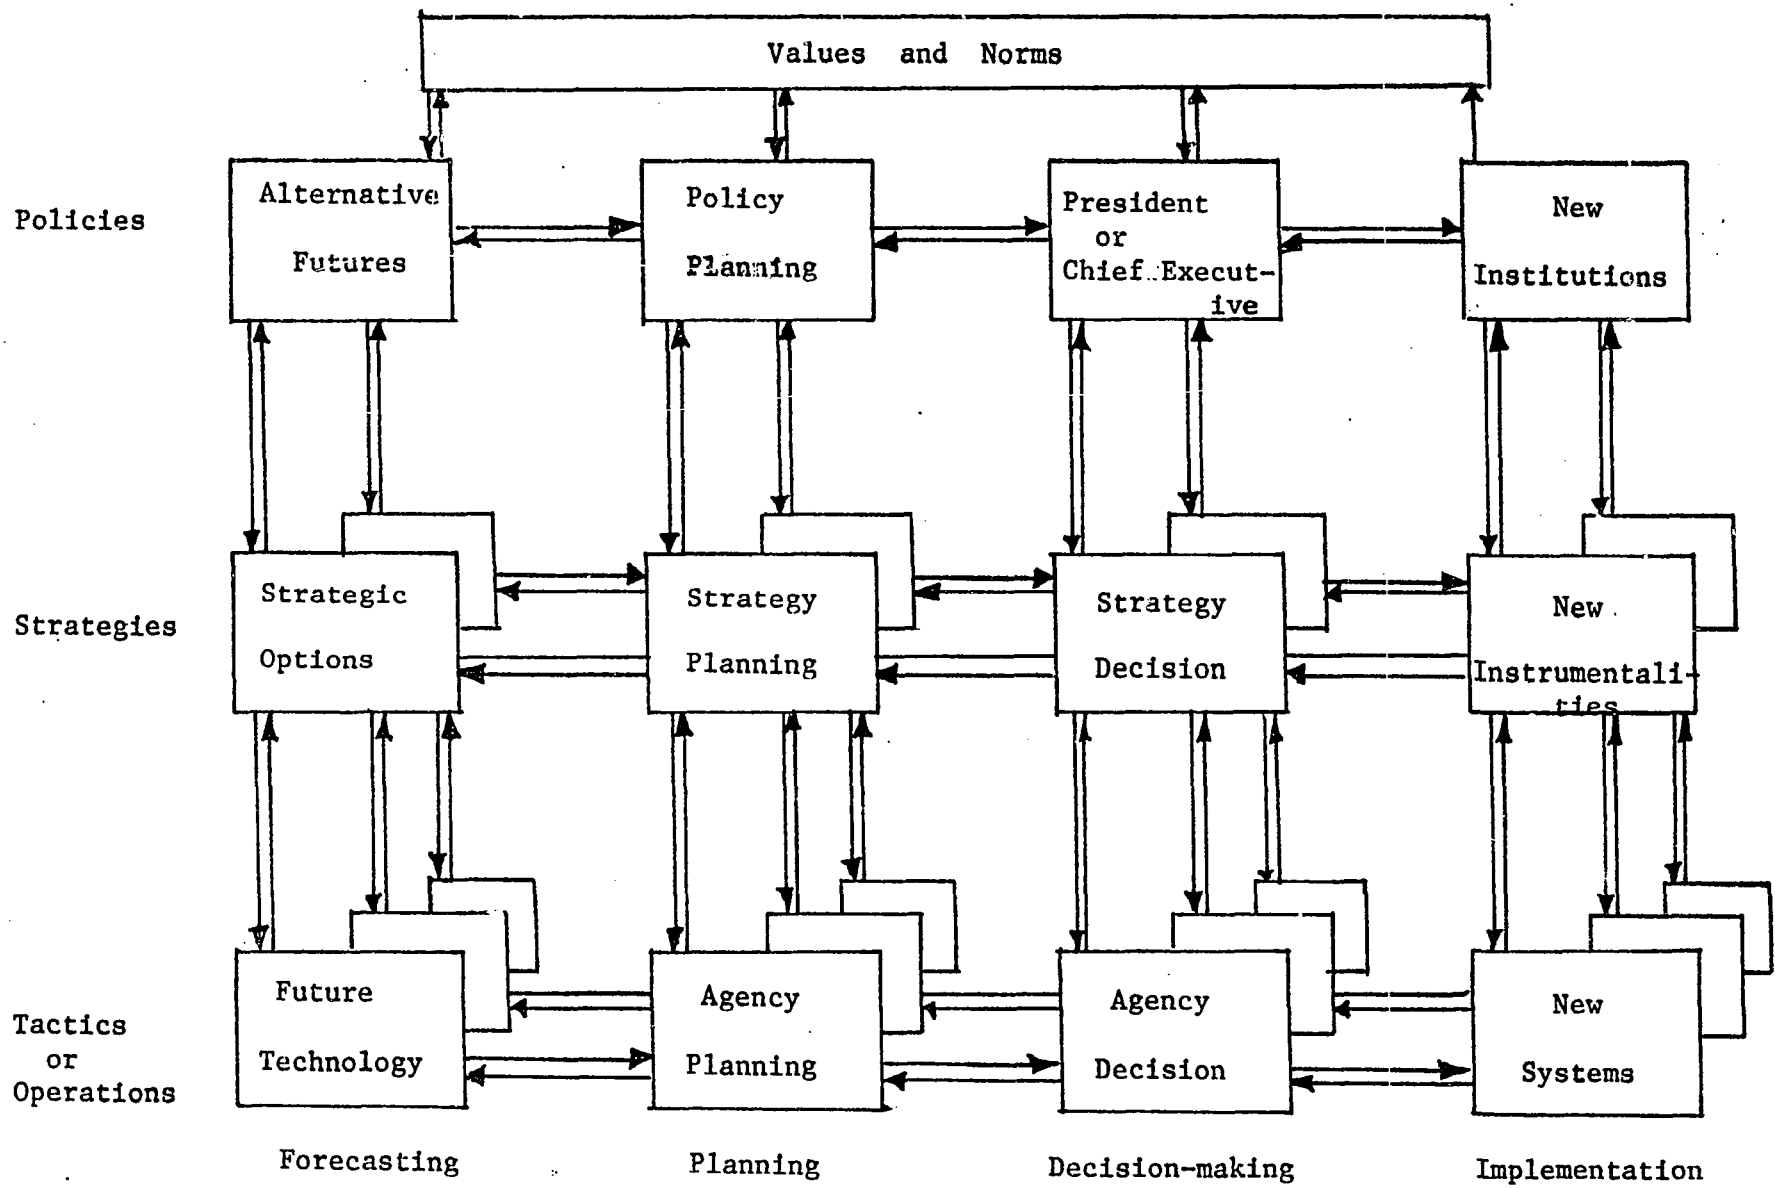 Values and Norms
Policies
Alternative
Futures
Policy
Planning
President
or
Chief Execut-
ive
New
Institutions
Strategies
Strategic
Options
Strategy
Planning
Strategy
Decision
New
Instrumentali-
ties
Tactics
or
Operations
Future
Technology
Agency
Planning
Agency
Decision
New
Systems
Forecasting
Planning
Decision-making
Implementation